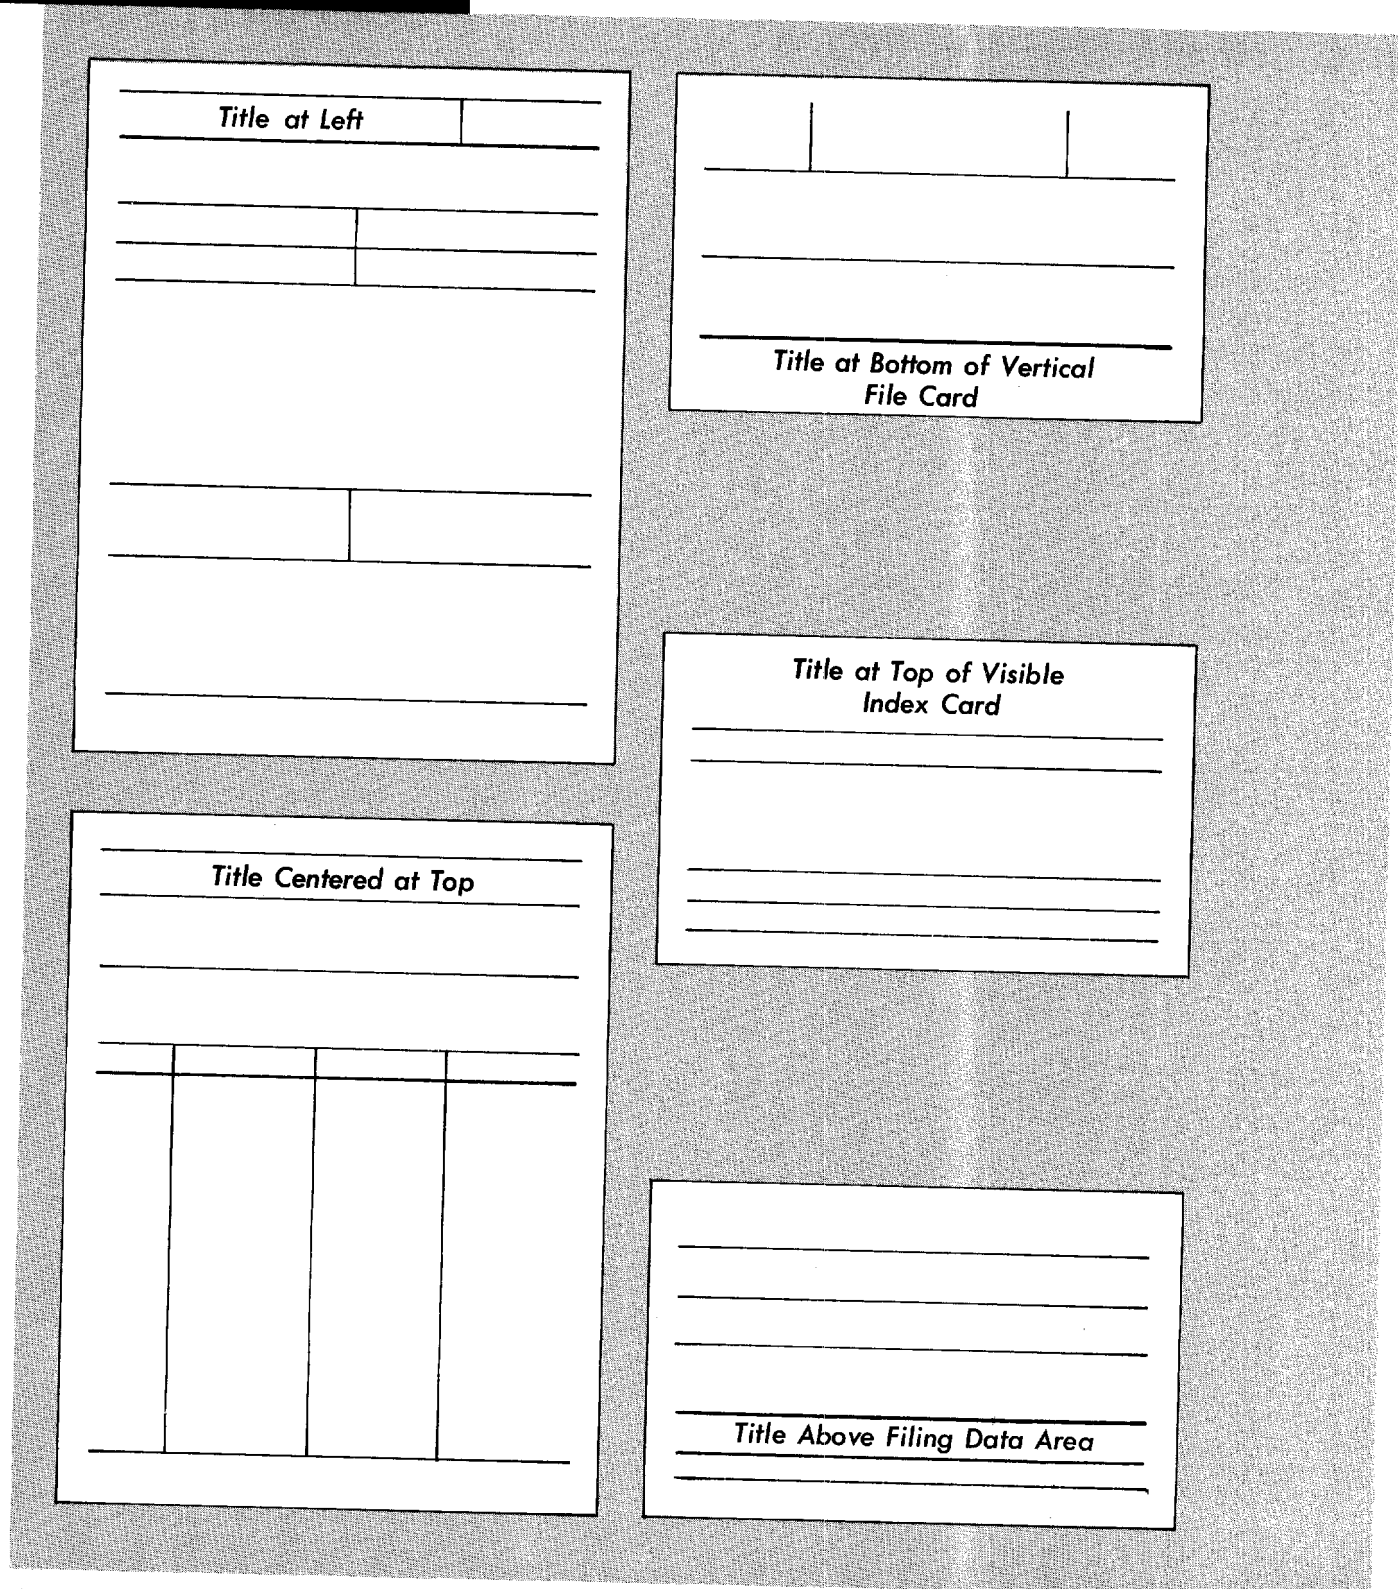 Title at Left
Title at Bottom of Vertical
File Card
Title at Top of Visible
Index Card
Title Centered at Top
Title Above Filing Data Area